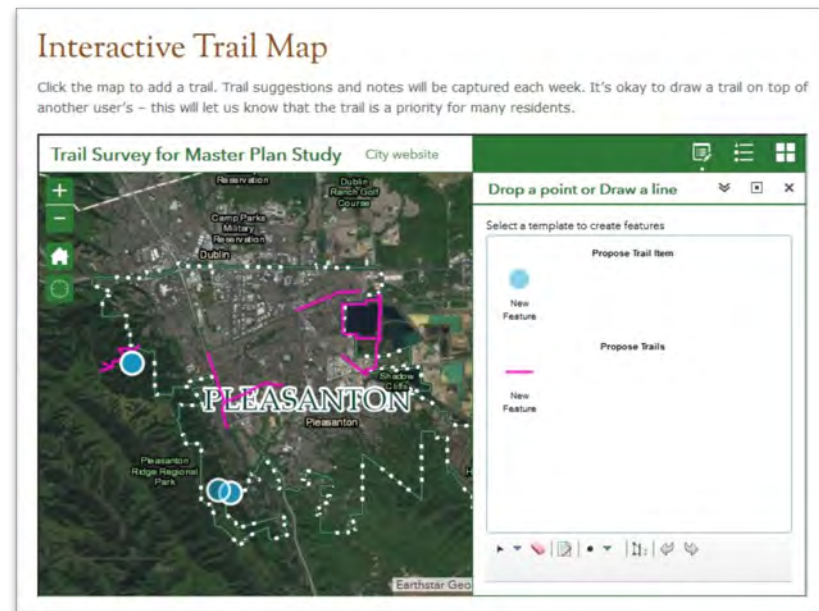 Interactive Trail Map
Click the map to add a trail. Trail suggestions and notes will be captured each week. It's okay to draw a trail on top of
another user's – this will let us know that the trail is a priority for many residents.
Trail Survey for Master Plan Study City website
+
−
Reservation
Dublin
Ranch Golf
Course
Camp Parks
Military
Reservation
Dublin
Shadow
Cliffs
PLEASANTON
Pleasanton
Pleasanton
Ridge Regional
Park
H
Earthstar Geo
Drop a point or Draw a line
Select a template to create features
Propose Trail Item
New
Feature
Propose Trails
New
Feature